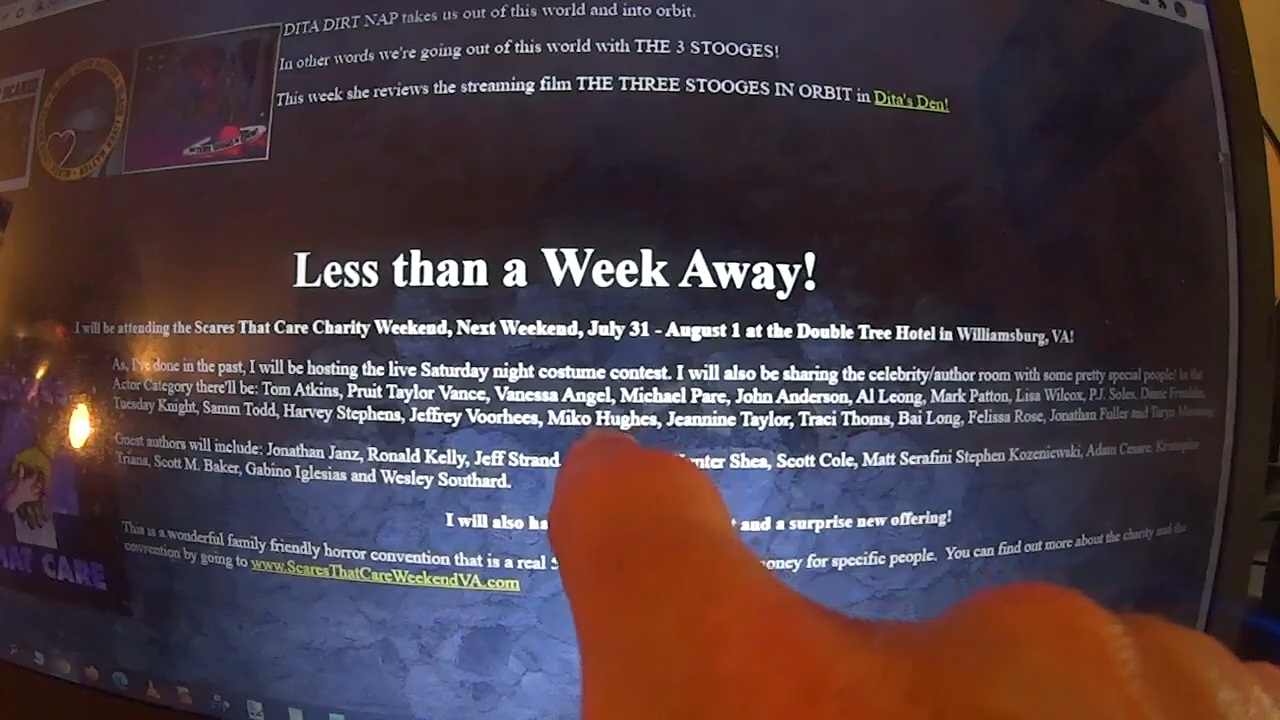 DITA DIRT NAP takes us out of this world and into orbit.
In other words we're going out of this world with THE 3 STOOGES!
This week she reviews the streaming film THE THREE STOOGES IN ORBIT in Dita's Den!
Less than a Week Away!
I will be attending the Scares That Care Charity Weekend, Next Weekend, July 31 - August 1 at the Double Tree Hotel in Williamsburg, VA!
As, I've done in the past, I will be hosting the live Saturday night costume contest. I will also be sharing the celebrity/author room with some pretty special people! In the
Actor Category there'll be: Tom Atkins, Pruit Taylor Vance, Vanessa Angel, Michael Pare, John Anderson, Al Leong, Mark Patton, Lisa Wilcox, P.J. Soles, Diane Franklin,
Tuesday Knight, Samm Todd, Harvey Stephens, Jeffrey Voorhees, Miko Hughes, Jeannine Taylor, Traci Thoms, Bai Long, Felissa Rose, Jonathan Fuller and Taryn
Guest authors will include: Jonathan Janz, Ronald Kelly, Jeff Strand Shea, Scott Cole, Matt Serafini Stephen Kozeniewski, Adam Cesare, Kristopher
Triana, Scott M. Baker, Gabino Iglesias and Wesley Southard.
I will also and a surprise new offering!
This is a wonderful family friendly horror convention that is a real for specific people. You can find out more about the charity and the
convention by going to www.ScaresThatCareWeekendVA.com
CARE